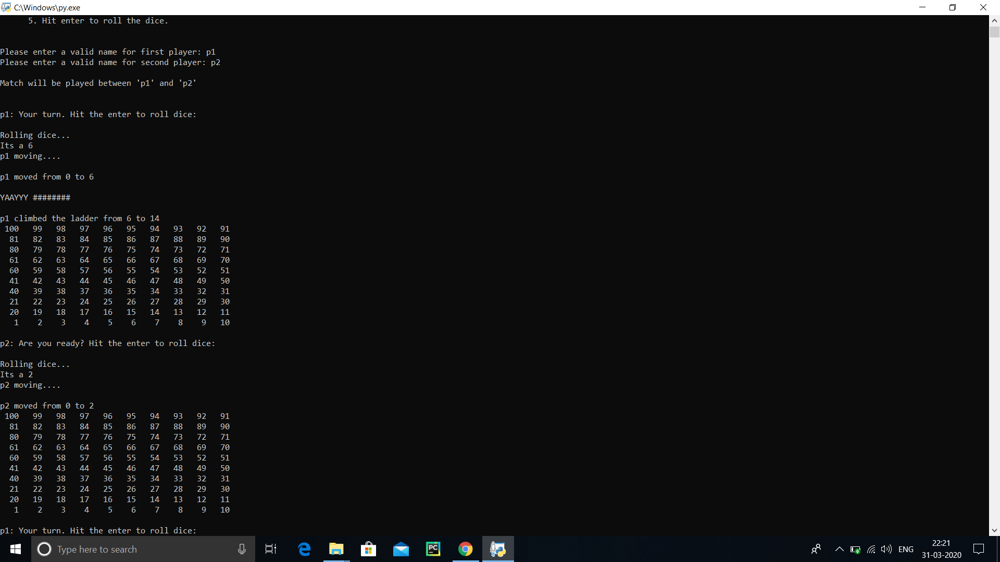 C:\Windows\py.exe
5. Hit enter to roll the dice.
Please enter a valid name for first player: p1
Please enter a valid name for second player: p2
Match will be played between 'p1' and 'p2'
p1: Your turn. Hit the enter to roll dice:
Rolling dice...
Its a 6
p1 moving....
p1 moved from 0 to 6
YAAYYY ########
p1 climbed the ladder from 6 to 14
100 99 98 97 96 95 94 93 92 91
81 82 83 84 85 86 87 88 89 90
80 79 78 77 76 75 74 73 72 71
61 62 63 64 65 66 67 68 69 70
60 59 58 57 56 55 54 53 52 51
41 42 43 44 45 46 47 48 49 50
40 39 38 37 36 35 34 33 32 31
21 22 23 24 25 26 27 28 29 30
20 19 18 17 16 15 14 13 12 11
1 2 3 4 5 6 7 8 9 10
p2: Are you ready? Hit the enter to roll dice:
Rolling dice...
Its a 2
p2 moving....
p2 moved from 0 to 2
100 99 98 97 96 95 94 93 92 91
81 82 83 84 85 86 87 88 89 90
80 79 78 77 76 75 74 73 72 71
61 62 63 64 65 66 67 68 69 70
60 59 58 57 56 55 54 53 52 51
41 42 43 44 45 46 47 48 49 50
40 39 38 37 36 35 34 33 32 31
21 22 23 24 25 26 27 28 29 30
20 19 18 17 16 15 14 13 12 11
1 2 3 4 5 6 7 8 9 10
p1: Your turn. Hit the enter to roll dice:
Type here to search
PC
ENG
22:21
31-03-2020